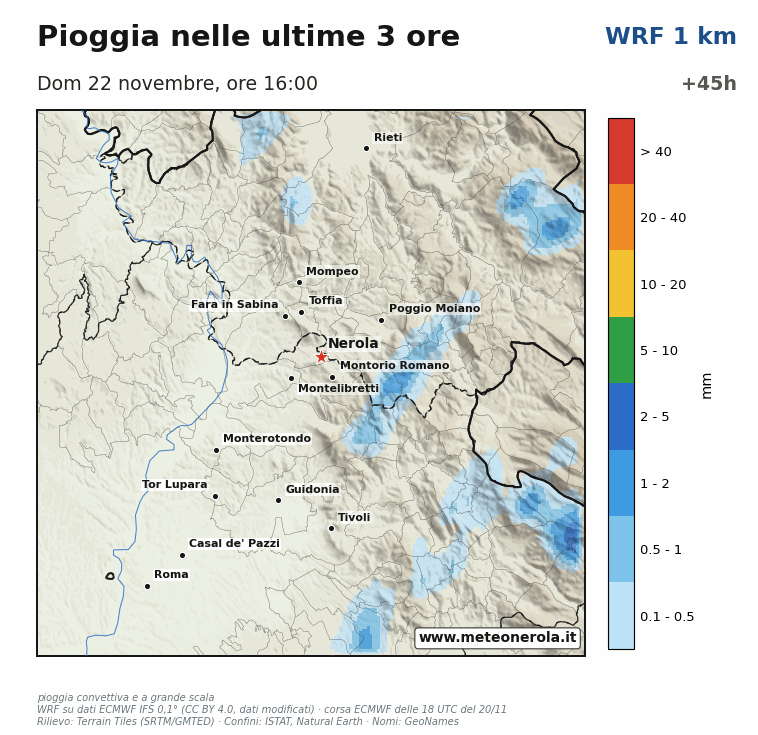 Pioggia nelle ultime 3 ore
WRF 1 km
Dom 22 novembre, ore 16:00
+45h
Rieti
Mompeo
Fara in Sabina
Toffia
Poggio Moiano
Nerola
Montorio Romano
Montelibretti
Monterotondo
Tor Lupara
Guidonia
Tivoli
Casal de' Pazzi
Roma
www.meteonerola.it
> 40
20 - 40
10 - 20
5 - 10
2 - 5
1 - 2
0.5 - 1
0.1 - 0.5
mm
pioggia convettiva e a grande scala
WRF su dati ECMWF IFS 0,1° (CC BY 4.0, dati modificati) · corsa ECMWF delle 18 UTC del 20/11
Rilievo: Terrain Tiles (SRTM/GMTED) · Confini: ISTAT, Natural Earth · Nomi: GeoNames